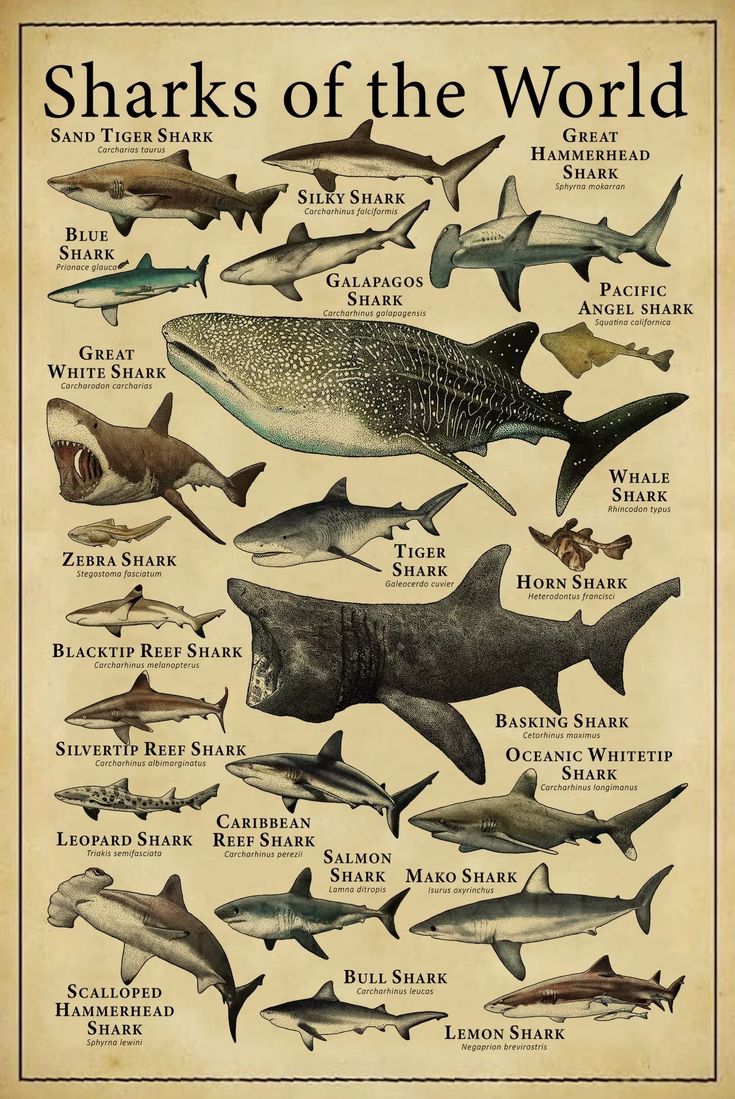 Sharks of the World
SAND TIGER SHARK
Carcharias taurus
SILKY SHARK
Carcharhinus falciformis
GREAT
HAMMERHEAD
SHARK
Sphyrna mokarran
BLUE
SHARK
Prionace glauca
GALAPAGOS
SHARK
Carcharhinus galapagensis
PACIFIC
ANGEL SHARK
Squatina californica
GREAT
WHITE SHARK
Carcharodon carcharias
WHALE
SHARK
Rhincodon typus
ZEBRA SHARK
Stegostoma fasciatum
TIGER
SHARK
Galeocerdo cuvier
HORN SHARK
Heterodontus francisci
BLACKTIP REEF SHARK
Carcharhinus melanopterus
BASKING SHARK
Cetorhinus maximus
SILVERTIP REEF SHARK
Carcharhinus albimarginatus
OCEANIC WHITETIP
SHARK
Carcharhinus longimanus
LEOPARD SHARK
Triakis semifasciata
CARIBBEAN
REEF SHARK
Carcharhinus perezii
SALMON
SHARK
Lamna ditropis
MAKO SHARK
Isurus oxyrinchus
SCALLOPED
HAMMERHEAD
SHARK
Sphyrna lewini
BULL SHARK
Carcharhinus leucas
LEMON SHARK
Negaprion brevirostris